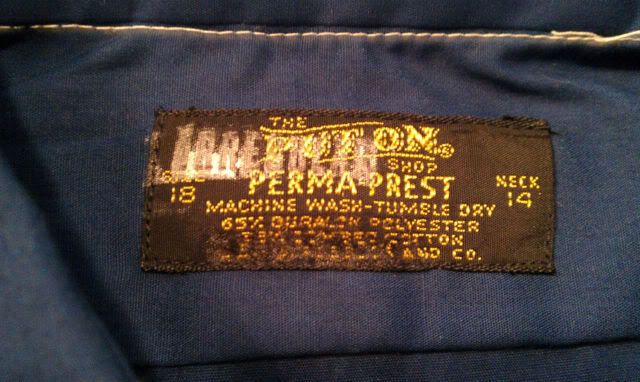 THE
PUT ON®
SHOP
SIZE 18
PERMA-PREST
NECK 14
MACHINE WASH-TUMBLE DRY
65% DURALON POLYESTER
COTTON
AND CO.